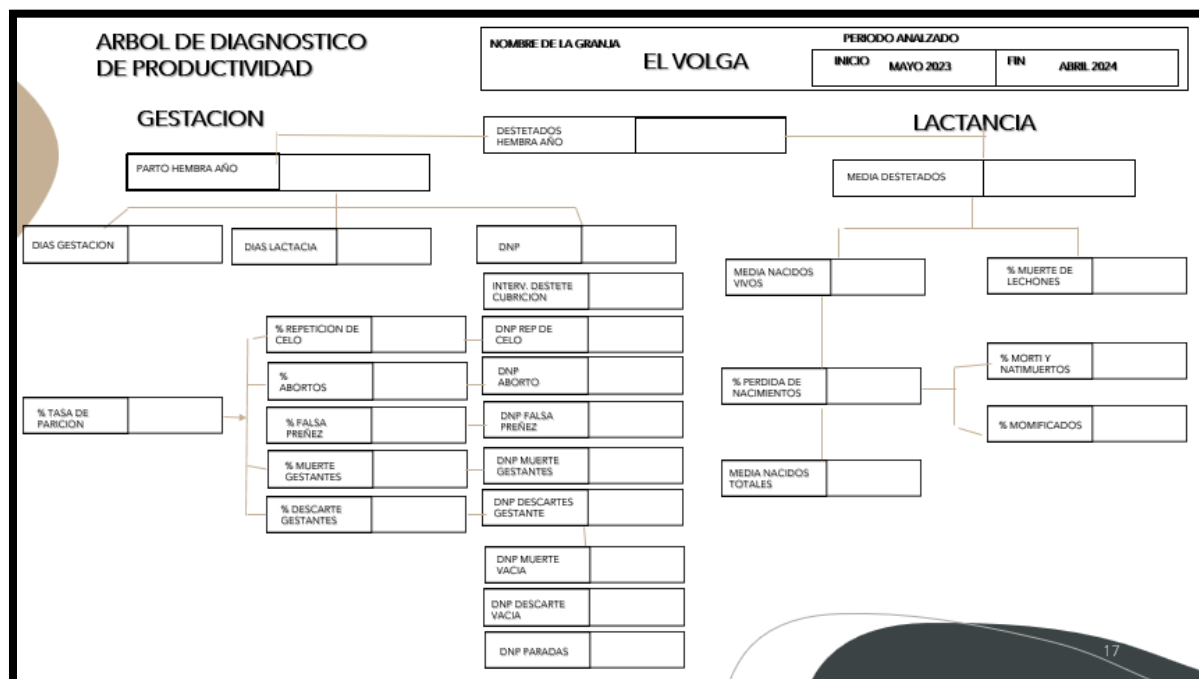 ARBOL DE DIAGNOSTICO
DE PRODUCTIVIDAD
NOMBRE DE LA GRANJA
EL VOLGA
PERIODO ANALZADO
INICIO
MAYO 2023
FIN
ABRIL 2024
GESTACION
LACTANCIA
DESTETADOS
HEMBRA AÑO
PARTO HEMBRA AÑO
MEDIA DESTETADOS
DIAS GESTACION
DIAS LACTACIA
DNP
INTERV. DESTETE
CUBRICION
% REPETICION DE
CELO
DNP REP DE
CELO
%
ABORTOS
DNP
ABORTO
% TASA DE
PARICION
% FALSA
PREÑEZ
DNP FALSA
PREÑEZ
% MUERTE
GESTANTES
DNP MUERTE
GESTANTES
% DESCARTE
GESTANTES
DNP DESCARTES
GESTANTE
DNP MUERTE
VACIA
DNP DESCARTE
VACIA
DNP PARADAS
MEDIA NACIDOS
VIVOS
% MUERTE DE
LECHONES
% PERDIDA DE
NACIMIENTOS
% MORTI Y
NATIMUERTOS
% MOMIFICADOS
MEDIA NACIDOS
TOTALES
17